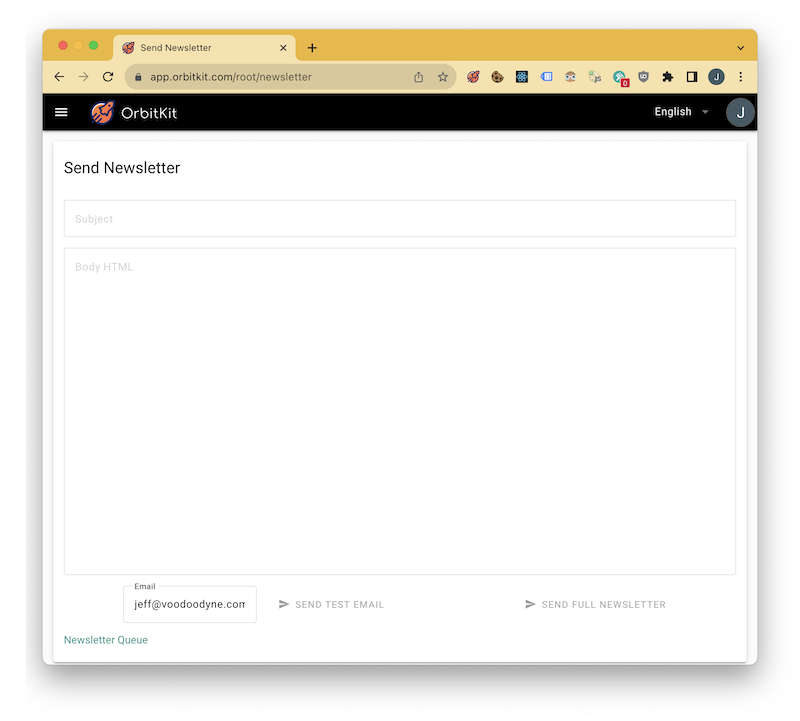 Send Newsletter
app.orbitkit.com/root/newsletter
0
J
OrbitKit
English
J
Send Newsletter
Subject
Body HTML
Email
jeff@voodoodyne.com
SEND TEST EMAIL
SEND FULL NEWSLETTER
Newsletter Queue